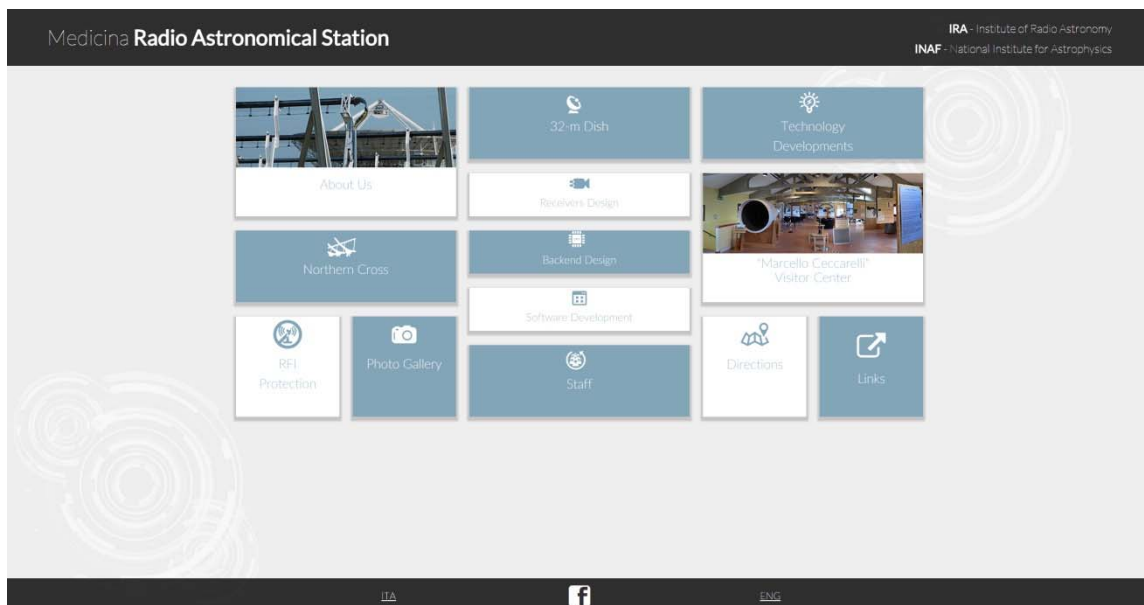 Medicina Radio Astronomical Station
IRA - Institute of Radio Astronomy
INAF - National Institute for Astrophysics
About Us
32-m Dish
Technology
Developments
Receivers Design
Northern Cross
Backend Design
"Marcello Ceccarelli"
Visitor Center
Software Development
RFI
Protection
Photo Gallery
Staff
Directions
Links
ITA
f
ENG